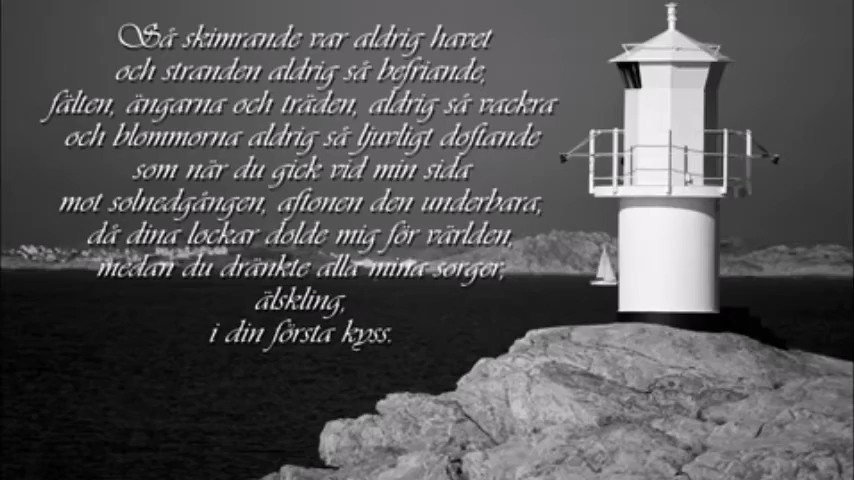 Så skimrande var aldrig havet
och stranden aldrig så befriande,
fälten, ängarna och träden, aldrig så vackra
och blommorna aldrig så ljuvligt doftande
som när du gick vid min sida
mot solnedgången, aftonen den underbara,
då dina lockar dolde mig för världen,
medan du dränkte alla mina sorger,
älskling,
i din första kyss.